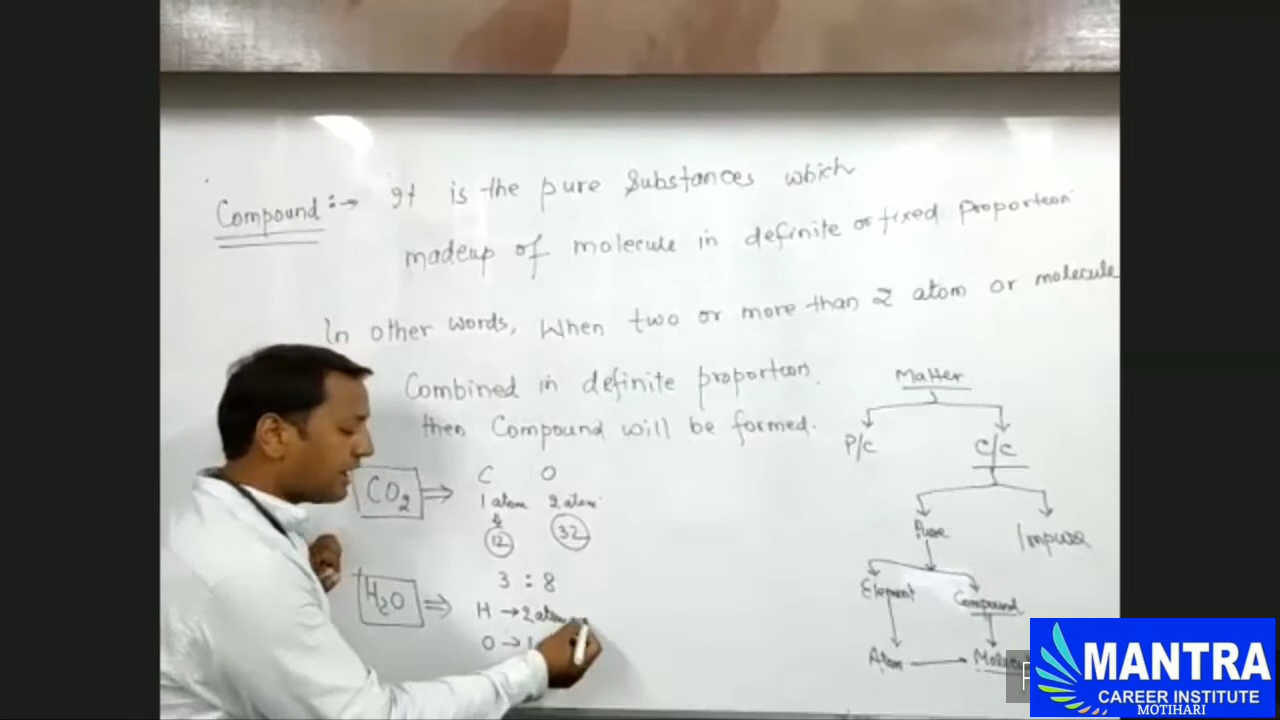 Compound :→ It is the pure substances which
madeup of molecule in definite or fixed proportion
In other words, When two or more than 2 atom or molecule
Combined in definite proportion.
then Compound will be formed.
Matter
P/C C/C
Pure Impure
Element Compound
Atom → Molecule
CO₂ ⇒ C O
1 atom 2 atom
12 32
3 : 8
H₂O ⇒ H → 2 atom
O → 1
MANTRA
CAREER INSTITUTE
MOTIHARI